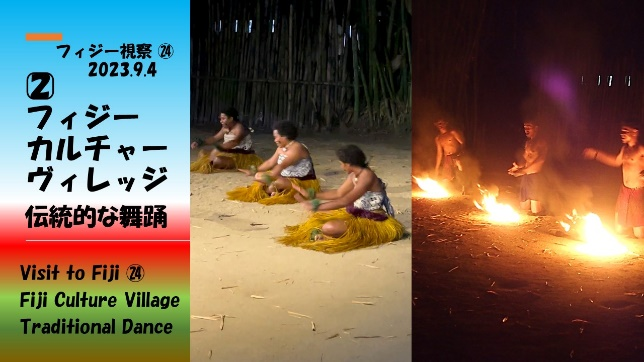 フィジー視察 ㉔
2023.9.4
2
フィジー
カルチャー
ヴィレッジ
伝統的な舞踊
Visit to Fiji ㉔
Fiji Culture Village
Traditional Dance